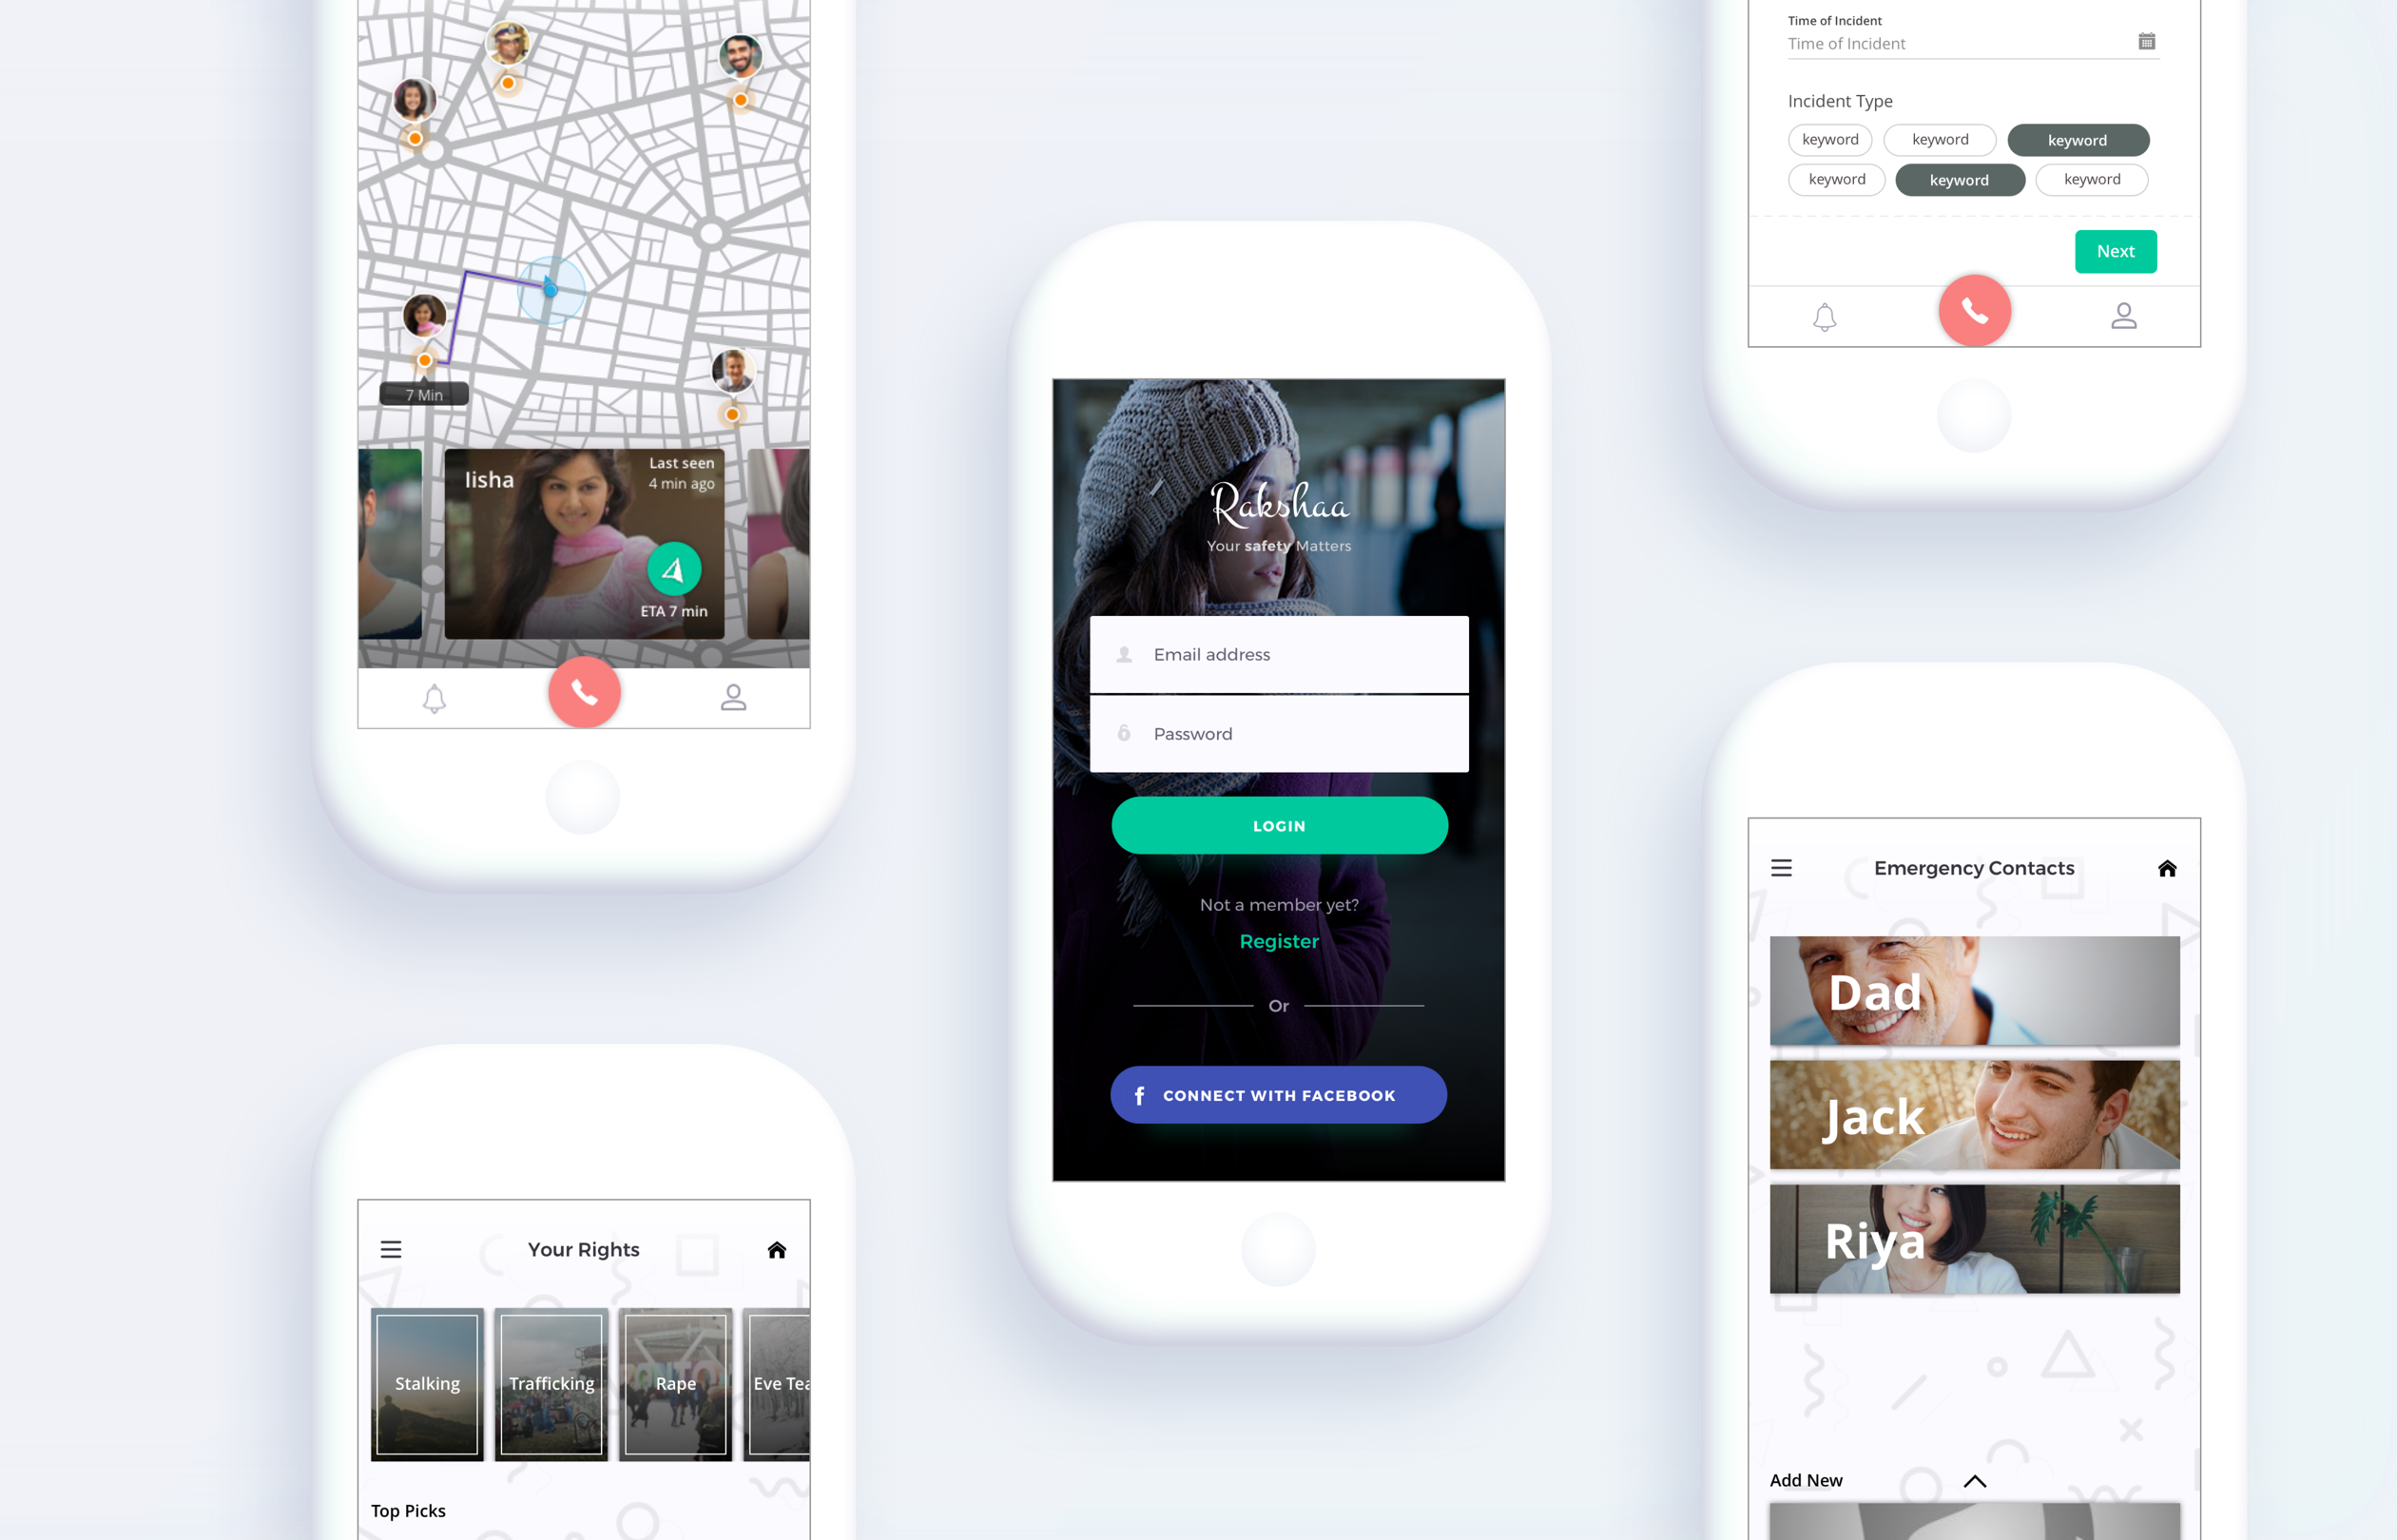 7 Min
Iisha
Last seen
4 min ago
ETA 7 min
Your Rights
Stalking
Trafficking
Rape
Eve Tea
Top Picks
Rakshaa
Your safety Matters
Email address
Password
LOGIN
Not a member yet?
Register
Or
f CONNECT WITH FACEBOOK
Time of Incident
Time of Incident
Incident Type
keyword keyword keyword
keyword keyword keyword
Next
Emergency Contacts
Dad
Jack
Riya
Add New